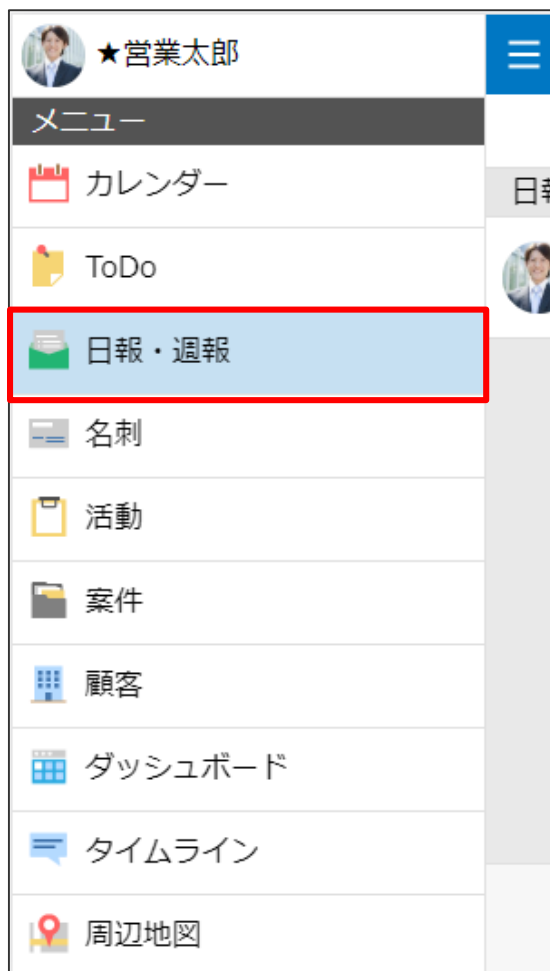 ★営業太郎
メニュー
カレンダー
ToDo
日報・週報
名刺
活動
案件
顧客
ダッシュボード
タイムライン
周辺地図
日